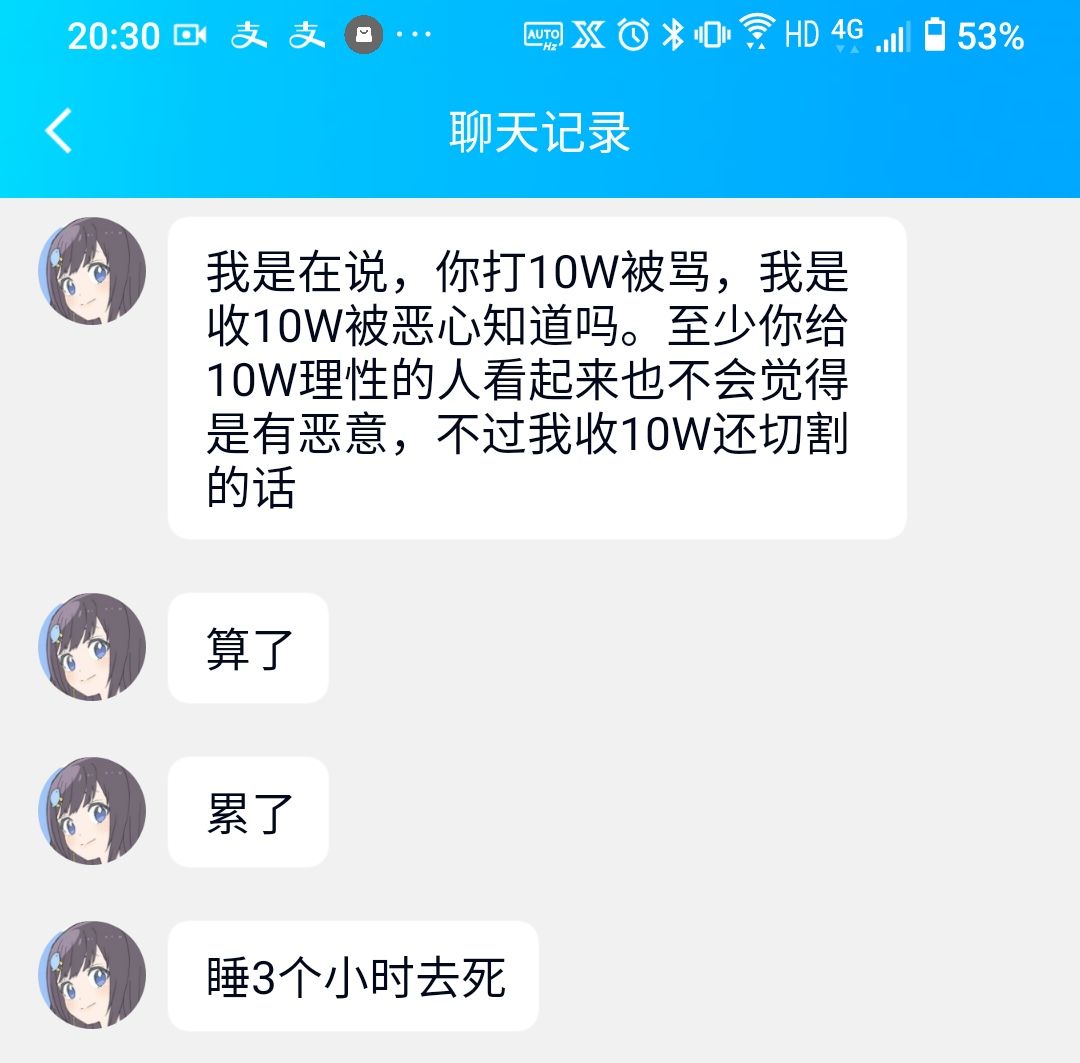 20:30 支 支 ··· AUTO Hz HD 4G 53%
聊天记录
我是在说，你打10W被骂，我是
收10W被恶心知道吗。至少你给
10W理性的人看起来也不会觉得
是有恶意，不过我收10W还切割
的话
算了
累了
睡3个小时去死